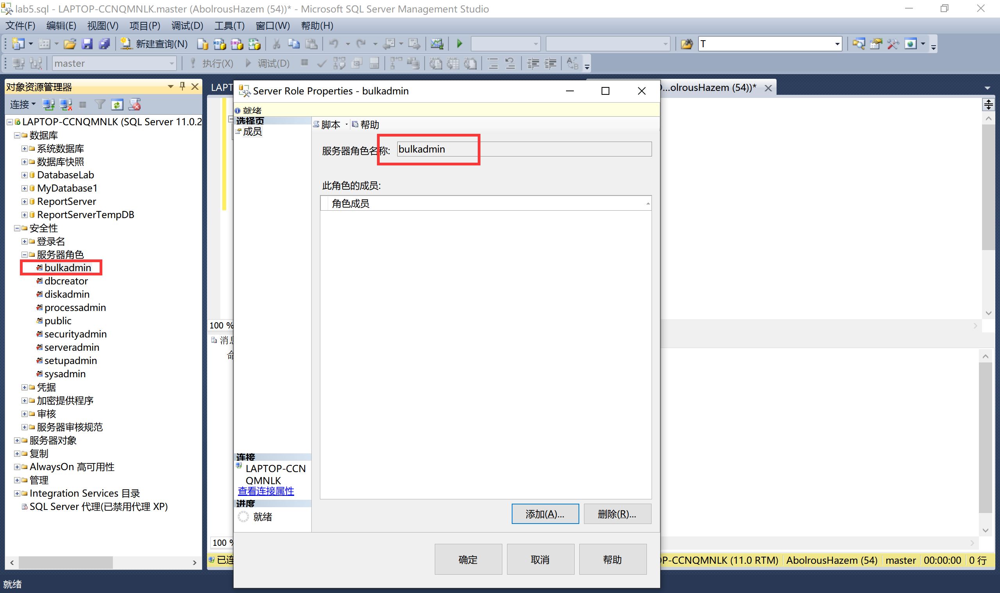 lab5.sql - LAPTOP-CCNQMNLK.master (AbolrousHazem (54))* - Microsoft SQL Server Management Studio
文件(F) 编辑(E) 视图(V) 项目(P) 调试(D) 工具(T) 窗口(W) 帮助(H)
新建查询(N) T
master 执行(X) 调试(D)
对象资源管理器
连接
LAPTOP-CCNQMNLK (SQL Server 11.0.2
数据库
系统数据库
数据库快照
DatabaseLab
MyDatabase1
ReportServer
ReportServerTempDB
安全性
登录名
服务器角色
bulkadmin
dbcreator
diskadmin
processadmin
public
securityadmin
serveradmin
setupadmin
sysadmin
凭据
加密提供程序
审核
服务器审核规范
服务器对象
复制
AlwaysOn 高可用性
管理
Integration Services 目录
SQL Server 代理(已禁用代理 XP)
LAPT
...olrousHazem (54))*
100 %
消息
命
100 %
已连
P-CCNQMNLK (11.0 RTM) AbolrousHazem (54) master 00:00:00 0 行
Server Role Properties - bulkadmin
就绪
选择页
成员
脚本 帮助
服务器角色名称: bulkadmin
此角色的成员:
角色成员
连接
LAPTOP-CCN
QMNLK
查看连接属性
进度
就绪
添加(A)... 删除(R)...
确定 取消 帮助
就绪